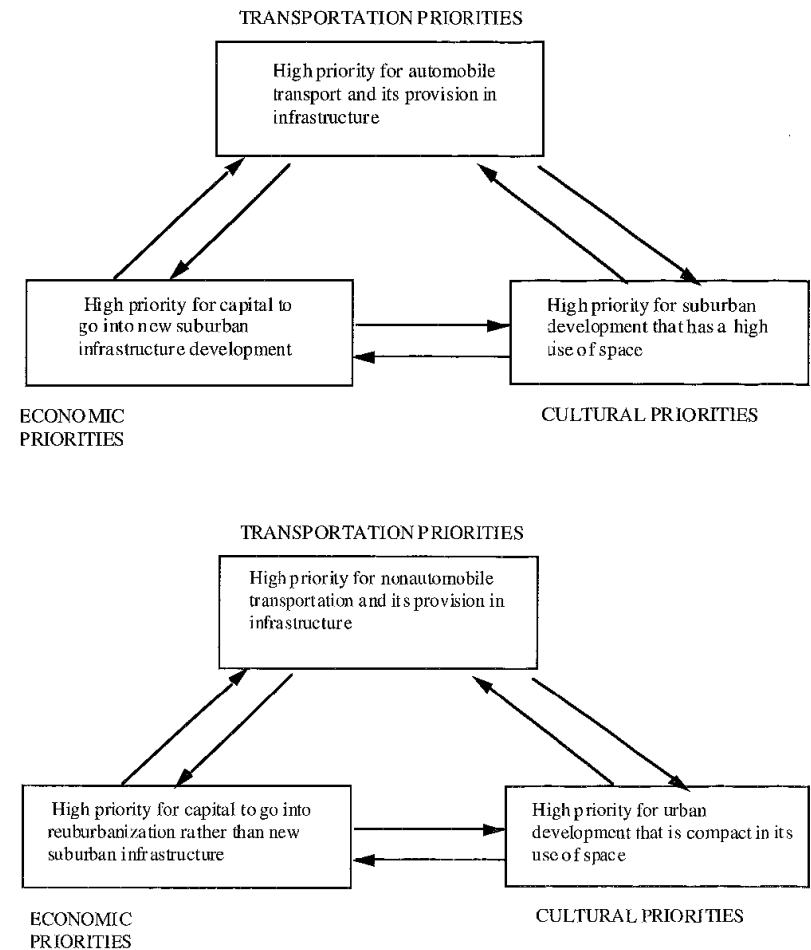 TRANSPORTATION PRIORITIES
High priority for automobile
transport and its provision in
infrastructure
High priority for capital to
go into new suburban
infrastructure development
High priority for suburban
development that has a high
use of space
ECONOMIC
PRIORITIES
CULTURAL PRIORITIES
TRANSPORTATION PRIORITIES
High priority for nonautomobile
transportation and its provision in
infrastructure
High priority for capital to go into
reuburbanization rather than new
suburban infrastructure
High priority for urban
development that is compact in its
use of space
ECONOMIC
PRIORITIES
CULTURAL PRIORITIES